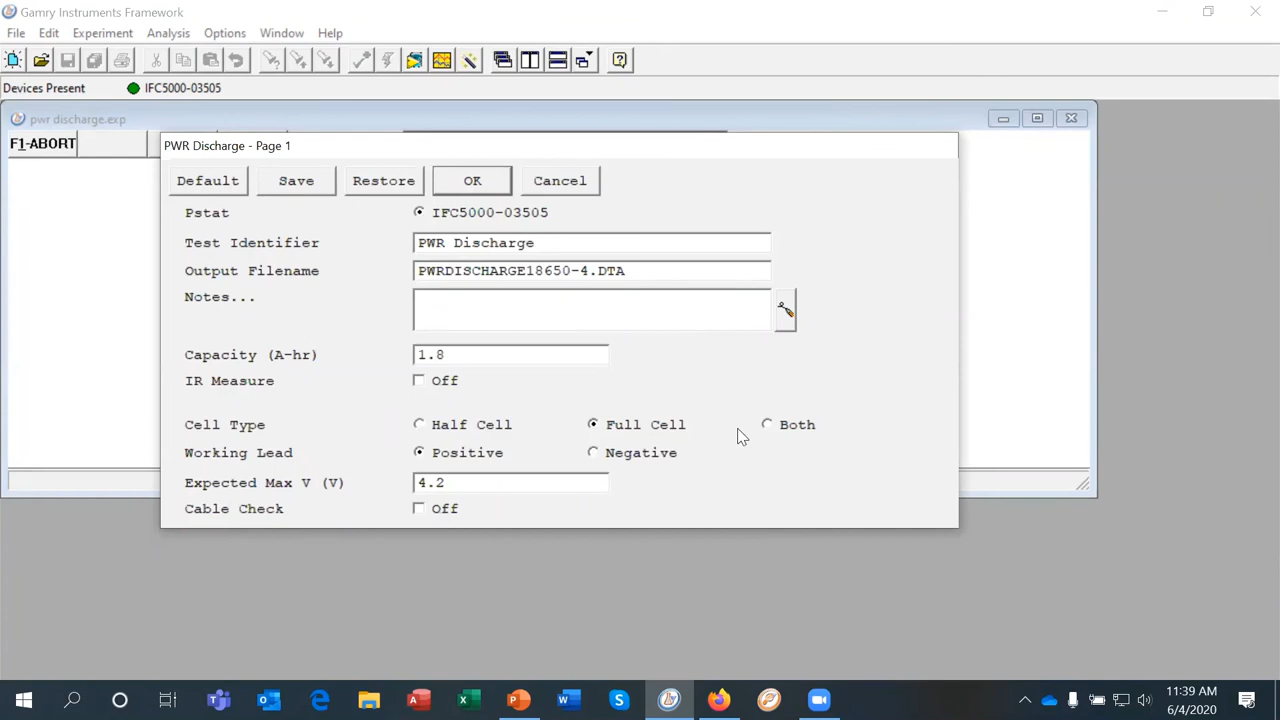 Gamry Instruments Framework
File Edit Experiment Analysis Options Window Help
Devices Present IFC5000-03505
pwr discharge.exp
F1-ABORT
PWR Discharge - Page 1
Default Save Restore OK Cancel
Pstat IFC5000-03505
Test Identifier PWR Discharge
Output Filename PWRDISCHARGE18650-4.DTA
Notes...
Capacity (A-hr) 1.8
IR Measure Off
Cell Type Half Cell Full Cell Both
Working Lead Positive Negative
Expected Max V (V) 4.2
Cable Check Off
11:39 AM
6/4/2020